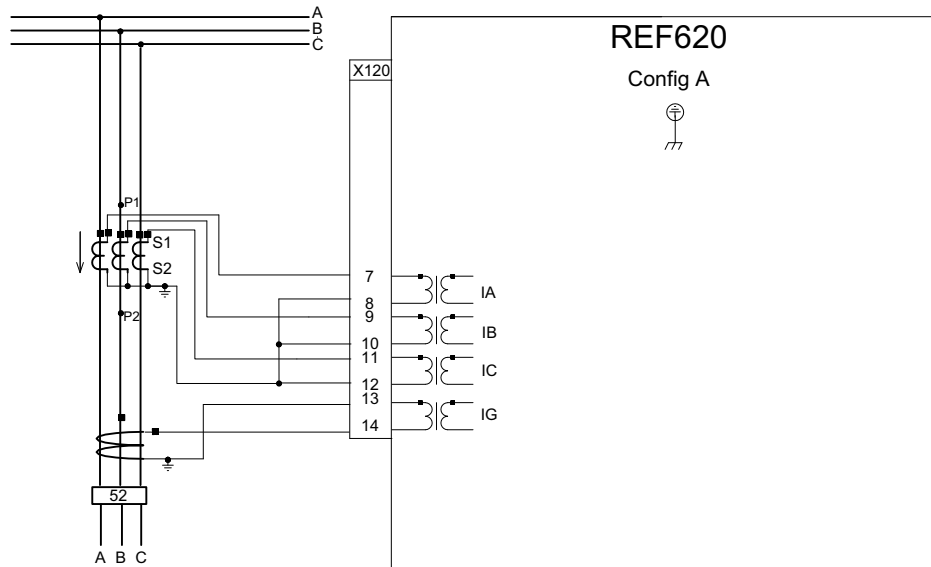 A
B
C
REF620
Config A
X120
P1
S1
S2
P2
7
8
9
10
11
12
13
14
IA
IB
IC
IG
52
A B C